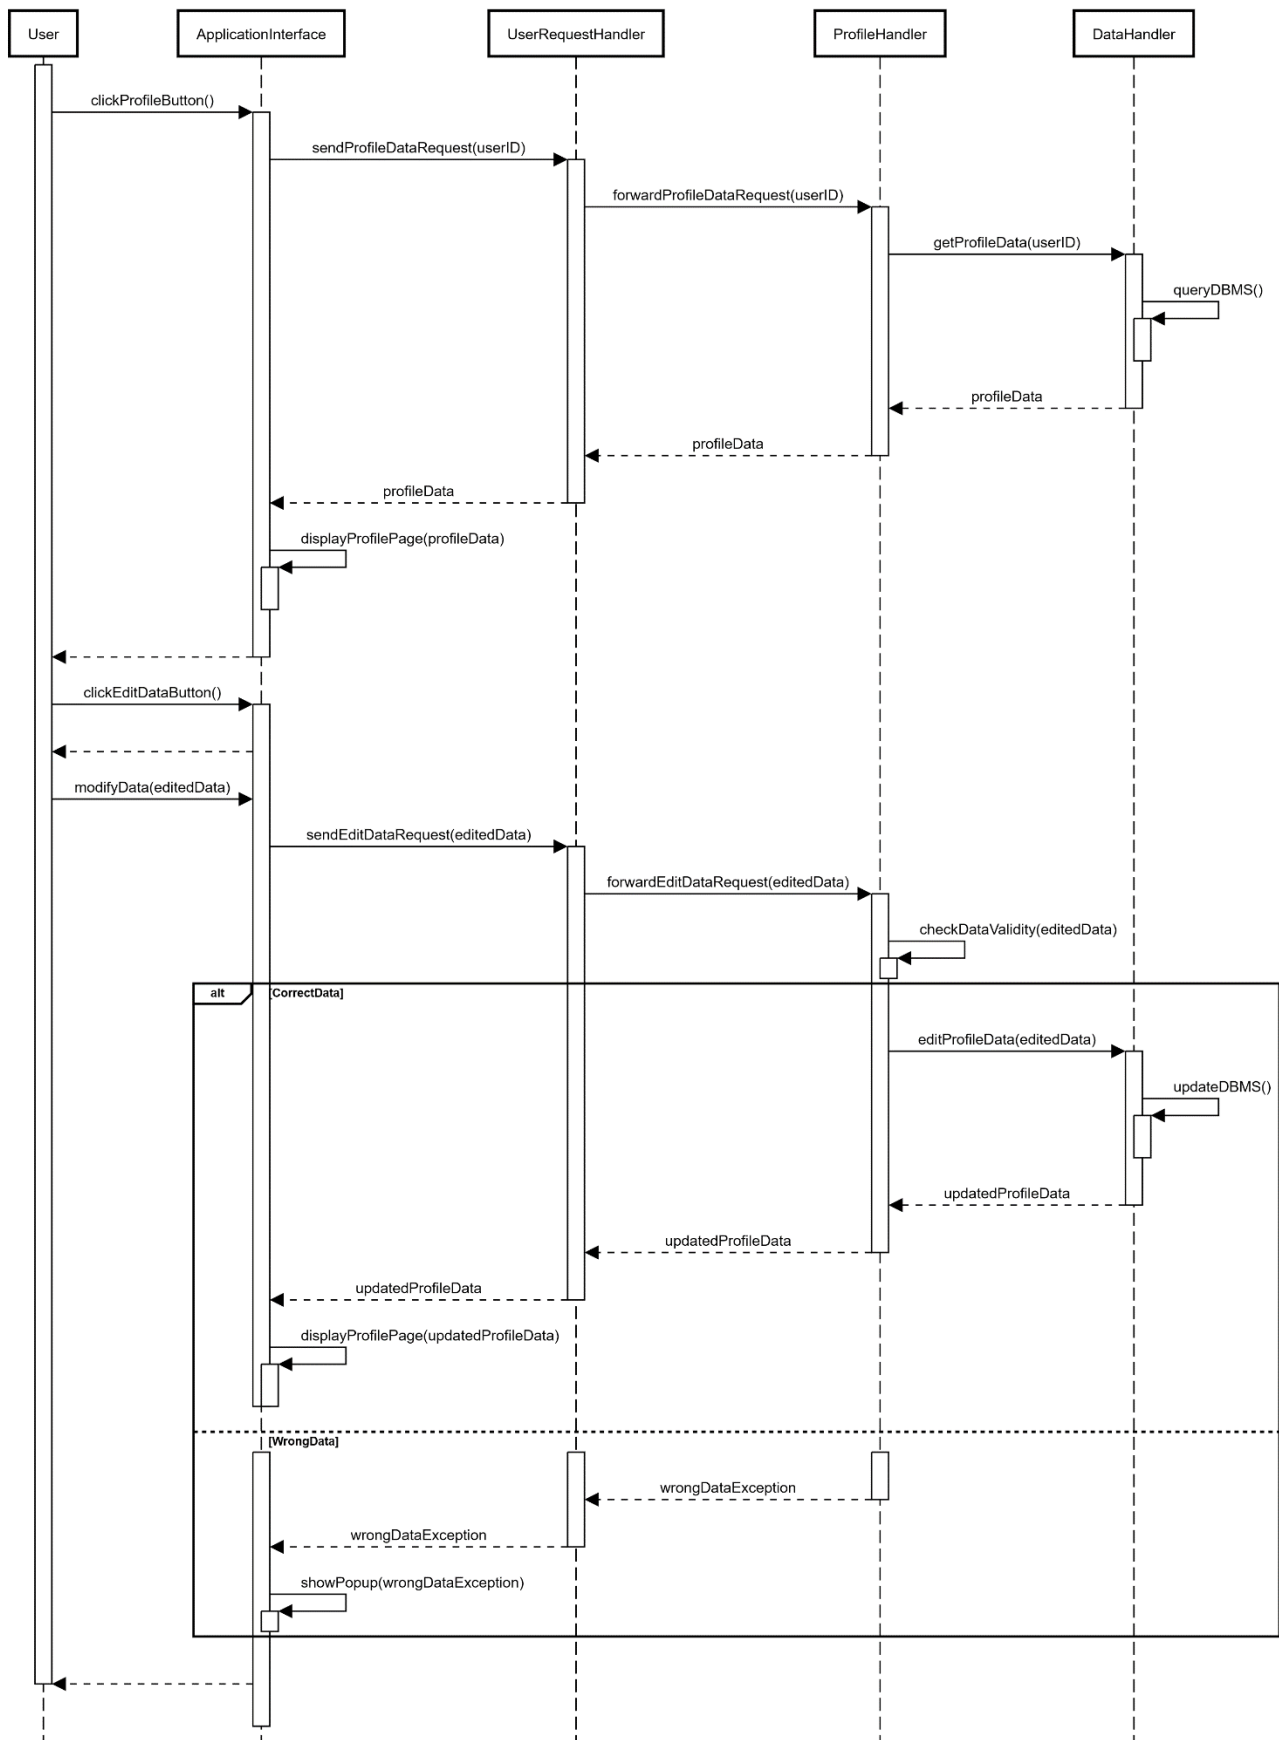 User
ApplicationInterface
UserRequestHandler
ProfileHandler
DataHandler
clickProfileButton()
sendProfileDataRequest(userID)
forwardProfileDataRequest(userID)
getProfileData(userID)
queryDBMS()
profileData
profileData
profileData
displayProfilePage(profileData)
clickEditDataButton()
modifyData(editedData)
sendEditDataRequest(editedData)
forwardEditDataRequest(editedData)
checkDataValidity(editedData)
alt
[CorrectData]
editProfileData(editedData)
updateDBMS()
updatedProfileData
updatedProfileData
updatedProfileData
displayProfilePage(updatedProfileData)
[WrongData]
wrongDataException
wrongDataException
showPopup(wrongDataException)